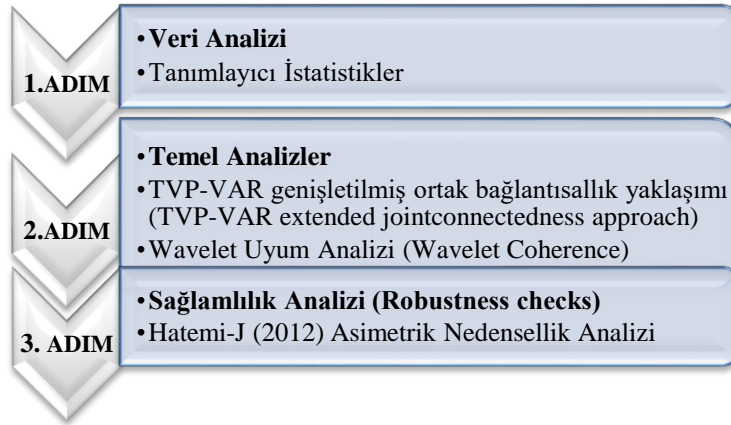 1.ADIM
•Veri Analizi
•Tanımlayıcı İstatistikler
2.ADIM
•Temel Analizler
•TVP-VAR genişletilmiş ortak bağlantısallık yaklaşımı
(TVP-VAR extended jointconnectedness approach)
•Wavelet Uyum Analizi (Wavelet Coherence)
3. ADIM
•Sağlamlılık Analizi (Robustness checks)
•Hatemi-J (2012) Asimetrik Nedensellik Analizi